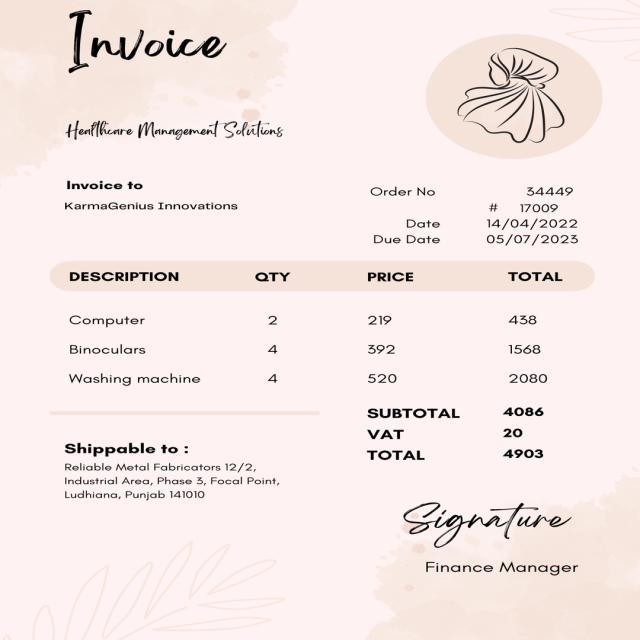 Invoice
Healthcare Management Solutions
Invoice to
KarmaGenius Innovations
Order No 34449
# 17009
Date 14/04/2022
Due Date 05/07/2023
DESCRIPTION QTY PRICE TOTAL
Computer 2 219 438
Binoculars 4 392 1568
Washing machine 4 520 2080
SUBTOTAL 4086
VAT 20
TOTAL 4903
Shippable to :
Reliable Metal Fabricators 12/2,
Industrial Area, Phase 3, Focal Point,
Ludhiana, Punjab 141010
Signature
Finance Manager